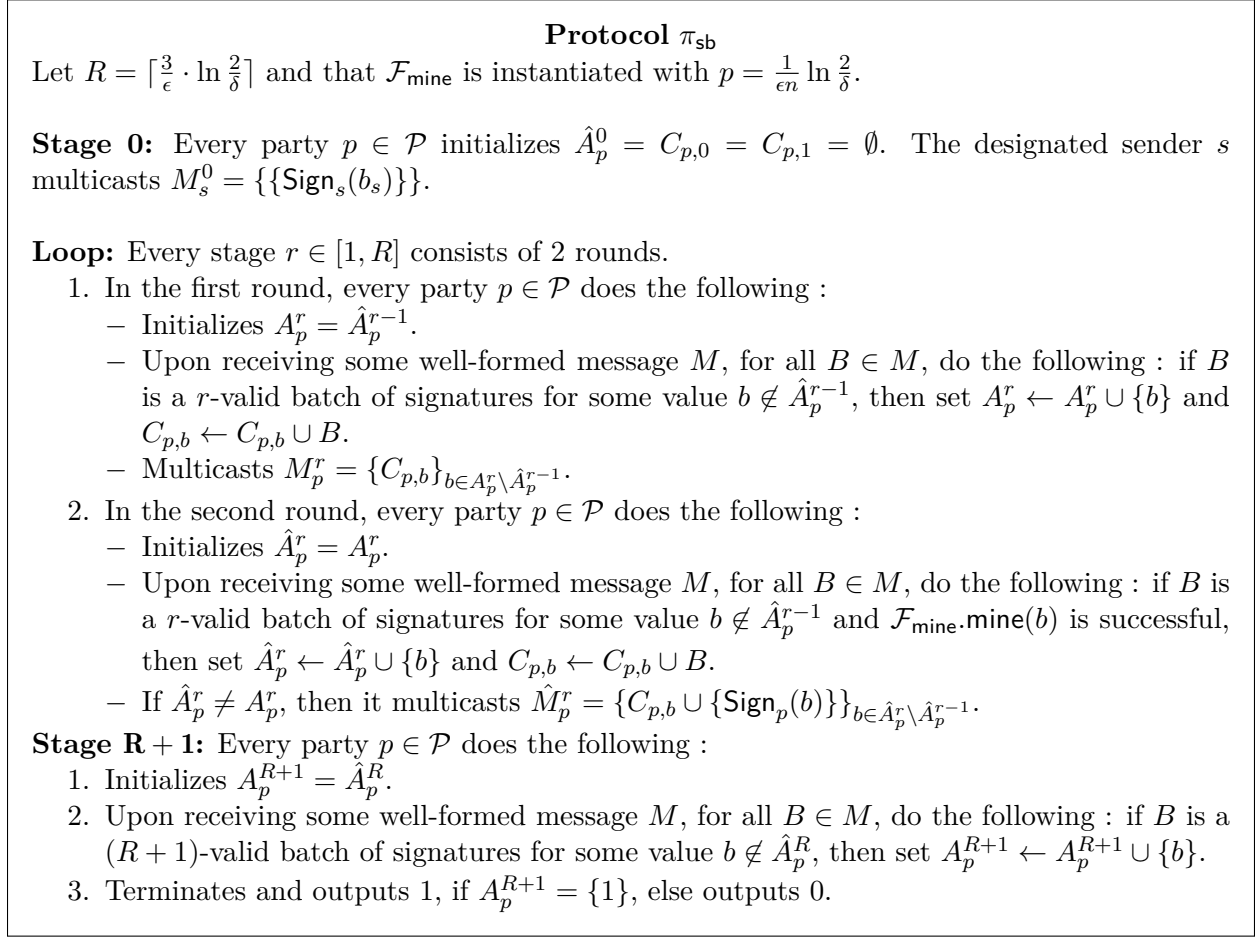 Protocol π_sb
Let R = ⌈3/ϵ · ln 2/δ⌉ and that F_mine is instantiated with p = 1/(ϵn) ln 2/δ.
Stage 0: Every party p ∈ P initializes Â_p^0 = C_{p,0} = C_{p,1} = ∅. The designated sender s
multicasts M_s^0 = {{Sign_s(b_s)}}.
Loop: Every stage r ∈ [1, R] consists of 2 rounds.
1. In the first round, every party p ∈ P does the following :
– Initializes A_p^r = Â_p^{r−1}.
– Upon receiving some well-formed message M, for all B ∈ M, do the following : if B
is a r-valid batch of signatures for some value b ∉ Â_p^{r−1}, then set A_p^r ← A_p^r ∪ {b} and
C_{p,b} ← C_{p,b} ∪ B.
– Multicasts M_p^r = {C_{p,b}}_{b∈A_p^r\Â_p^{r−1}}.
2. In the second round, every party p ∈ P does the following :
– Initializes Â_p^r = A_p^r.
– Upon receiving some well-formed message M, for all B ∈ M, do the following : if B is
a r-valid batch of signatures for some value b ∉ Â_p^{r−1} and F_mine.mine(b) is successful,
then set Â_p^r ← Â_p^r ∪ {b} and C_{p,b} ← C_{p,b} ∪ B.
– If Â_p^r ≠ A_p^r, then it multicasts M̂_p^r = {C_{p,b} ∪ {Sign_p(b)}}_{b∈Â_p^r\Â_p^{r−1}}.
Stage R + 1: Every party p ∈ P does the following :
1. Initializes A_p^{R+1} = Â_p^R.
2. Upon receiving some well-formed message M, for all B ∈ M, do the following : if B is a
(R + 1)-valid batch of signatures for some value b ∉ Â_p^R, then set A_p^{R+1} ← A_p^{R+1} ∪ {b}.
3. Terminates and outputs 1, if A_p^{R+1} = {1}, else outputs 0.